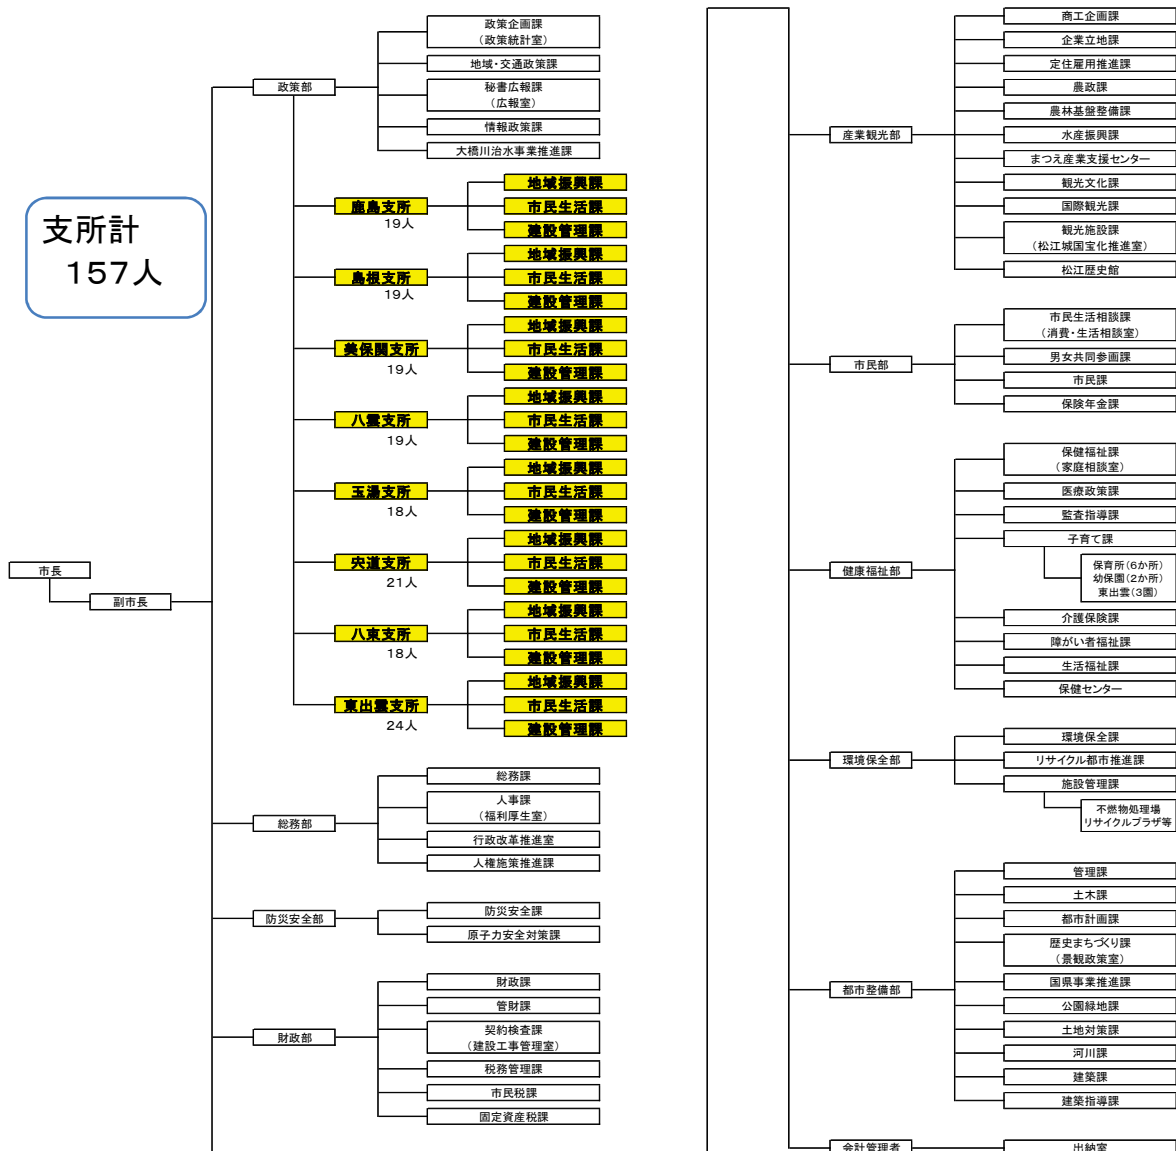 市長
副市長
支所計
157人
政策部
政策企画課
(政策統計室)
地域・交通政策課
秘書広報課
(広報室)
情報政策課
大橋川治水事業推進課
鹿島支所
19人
地域振興課
市民生活課
建設管理課
島根支所
19人
地域振興課
市民生活課
建設管理課
美保関支所
19人
地域振興課
市民生活課
建設管理課
八雲支所
19人
地域振興課
市民生活課
建設管理課
玉湯支所
18人
地域振興課
市民生活課
建設管理課
宍道支所
21人
地域振興課
市民生活課
建設管理課
八束支所
18人
地域振興課
市民生活課
建設管理課
東出雲支所
24人
地域振興課
市民生活課
建設管理課
総務部
総務課
人事課
(福利厚生室)
行政改革推進室
人権施策推進課
防災安全部
防災安全課
原子力安全対策課
財政部
財政課
管財課
契約検査課
(建設工事管理室)
税務管理課
市民税課
固定資産税課
産業観光部
商工企画課
企業立地課
定住雇用推進課
農政課
農林基盤整備課
水産振興課
まつえ産業支援センター
観光文化課
国際観光課
観光施設課
(松江城国宝化推進室)
松江歴史館
市民部
市民生活相談課
(消費・生活相談室)
男女共同参画課
市民課
保険年金課
健康福祉部
保健福祉課
(家庭相談室)
医療政策課
監査指導課
子育て課
保育所(6か所)
幼保園(2か所)
東出雲(3園)
介護保険課
障がい者福祉課
生活福祉課
保健センター
環境保全部
環境保全課
リサイクル都市推進課
施設管理課
不燃物処理場
リサイクルプラザ等
都市整備部
管理課
土木課
都市計画課
歴史まちづくり課
(景観政策室)
国県事業推進課
公園緑地課
土地対策課
河川課
建築課
建築指導課
会計管理者
出納室